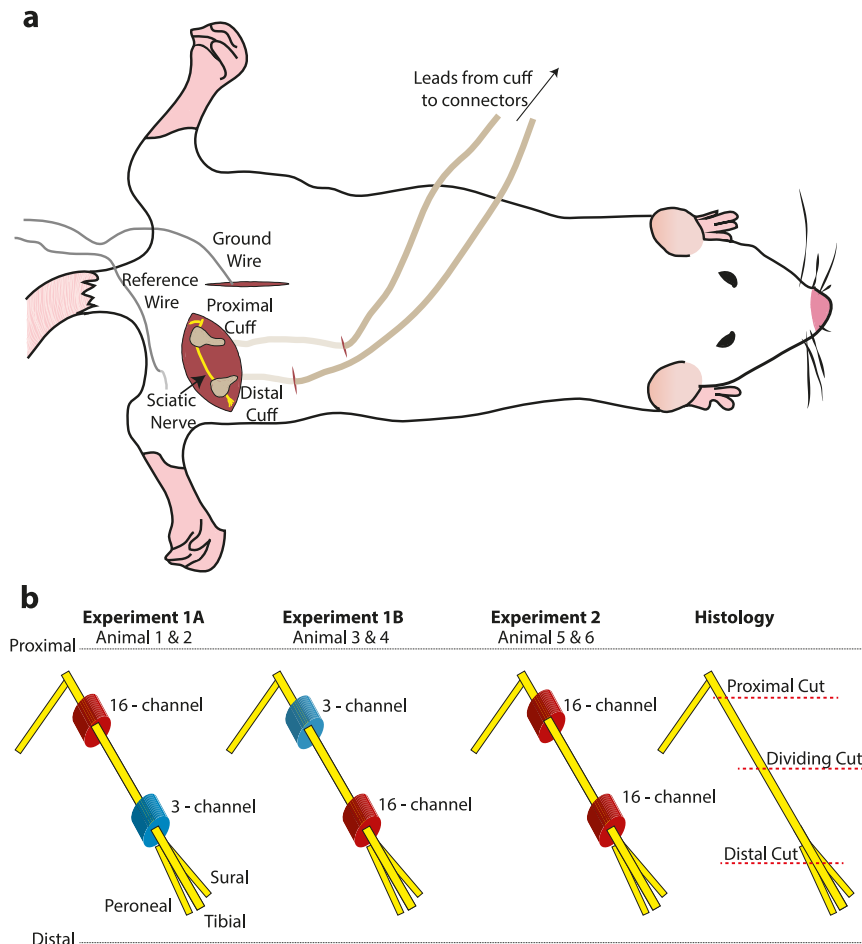 a
Leads from cuff
to connectors
Ground
Wire
Reference
Wire
Proximal
Cuff
Sciatic
Nerve
Distal
Cuff
b
Experiment 1A
Animal 1 & 2
Experiment 1B
Animal 3 & 4
Experiment 2
Animal 5 & 6
Histology
Proximal
16 - channel
3 - channel
16 - channel
Proximal Cut
Dividing Cut
3 - channel
16 - channel
16 - channel
Distal Cut
Sural
Peroneal
Tibial
Distal